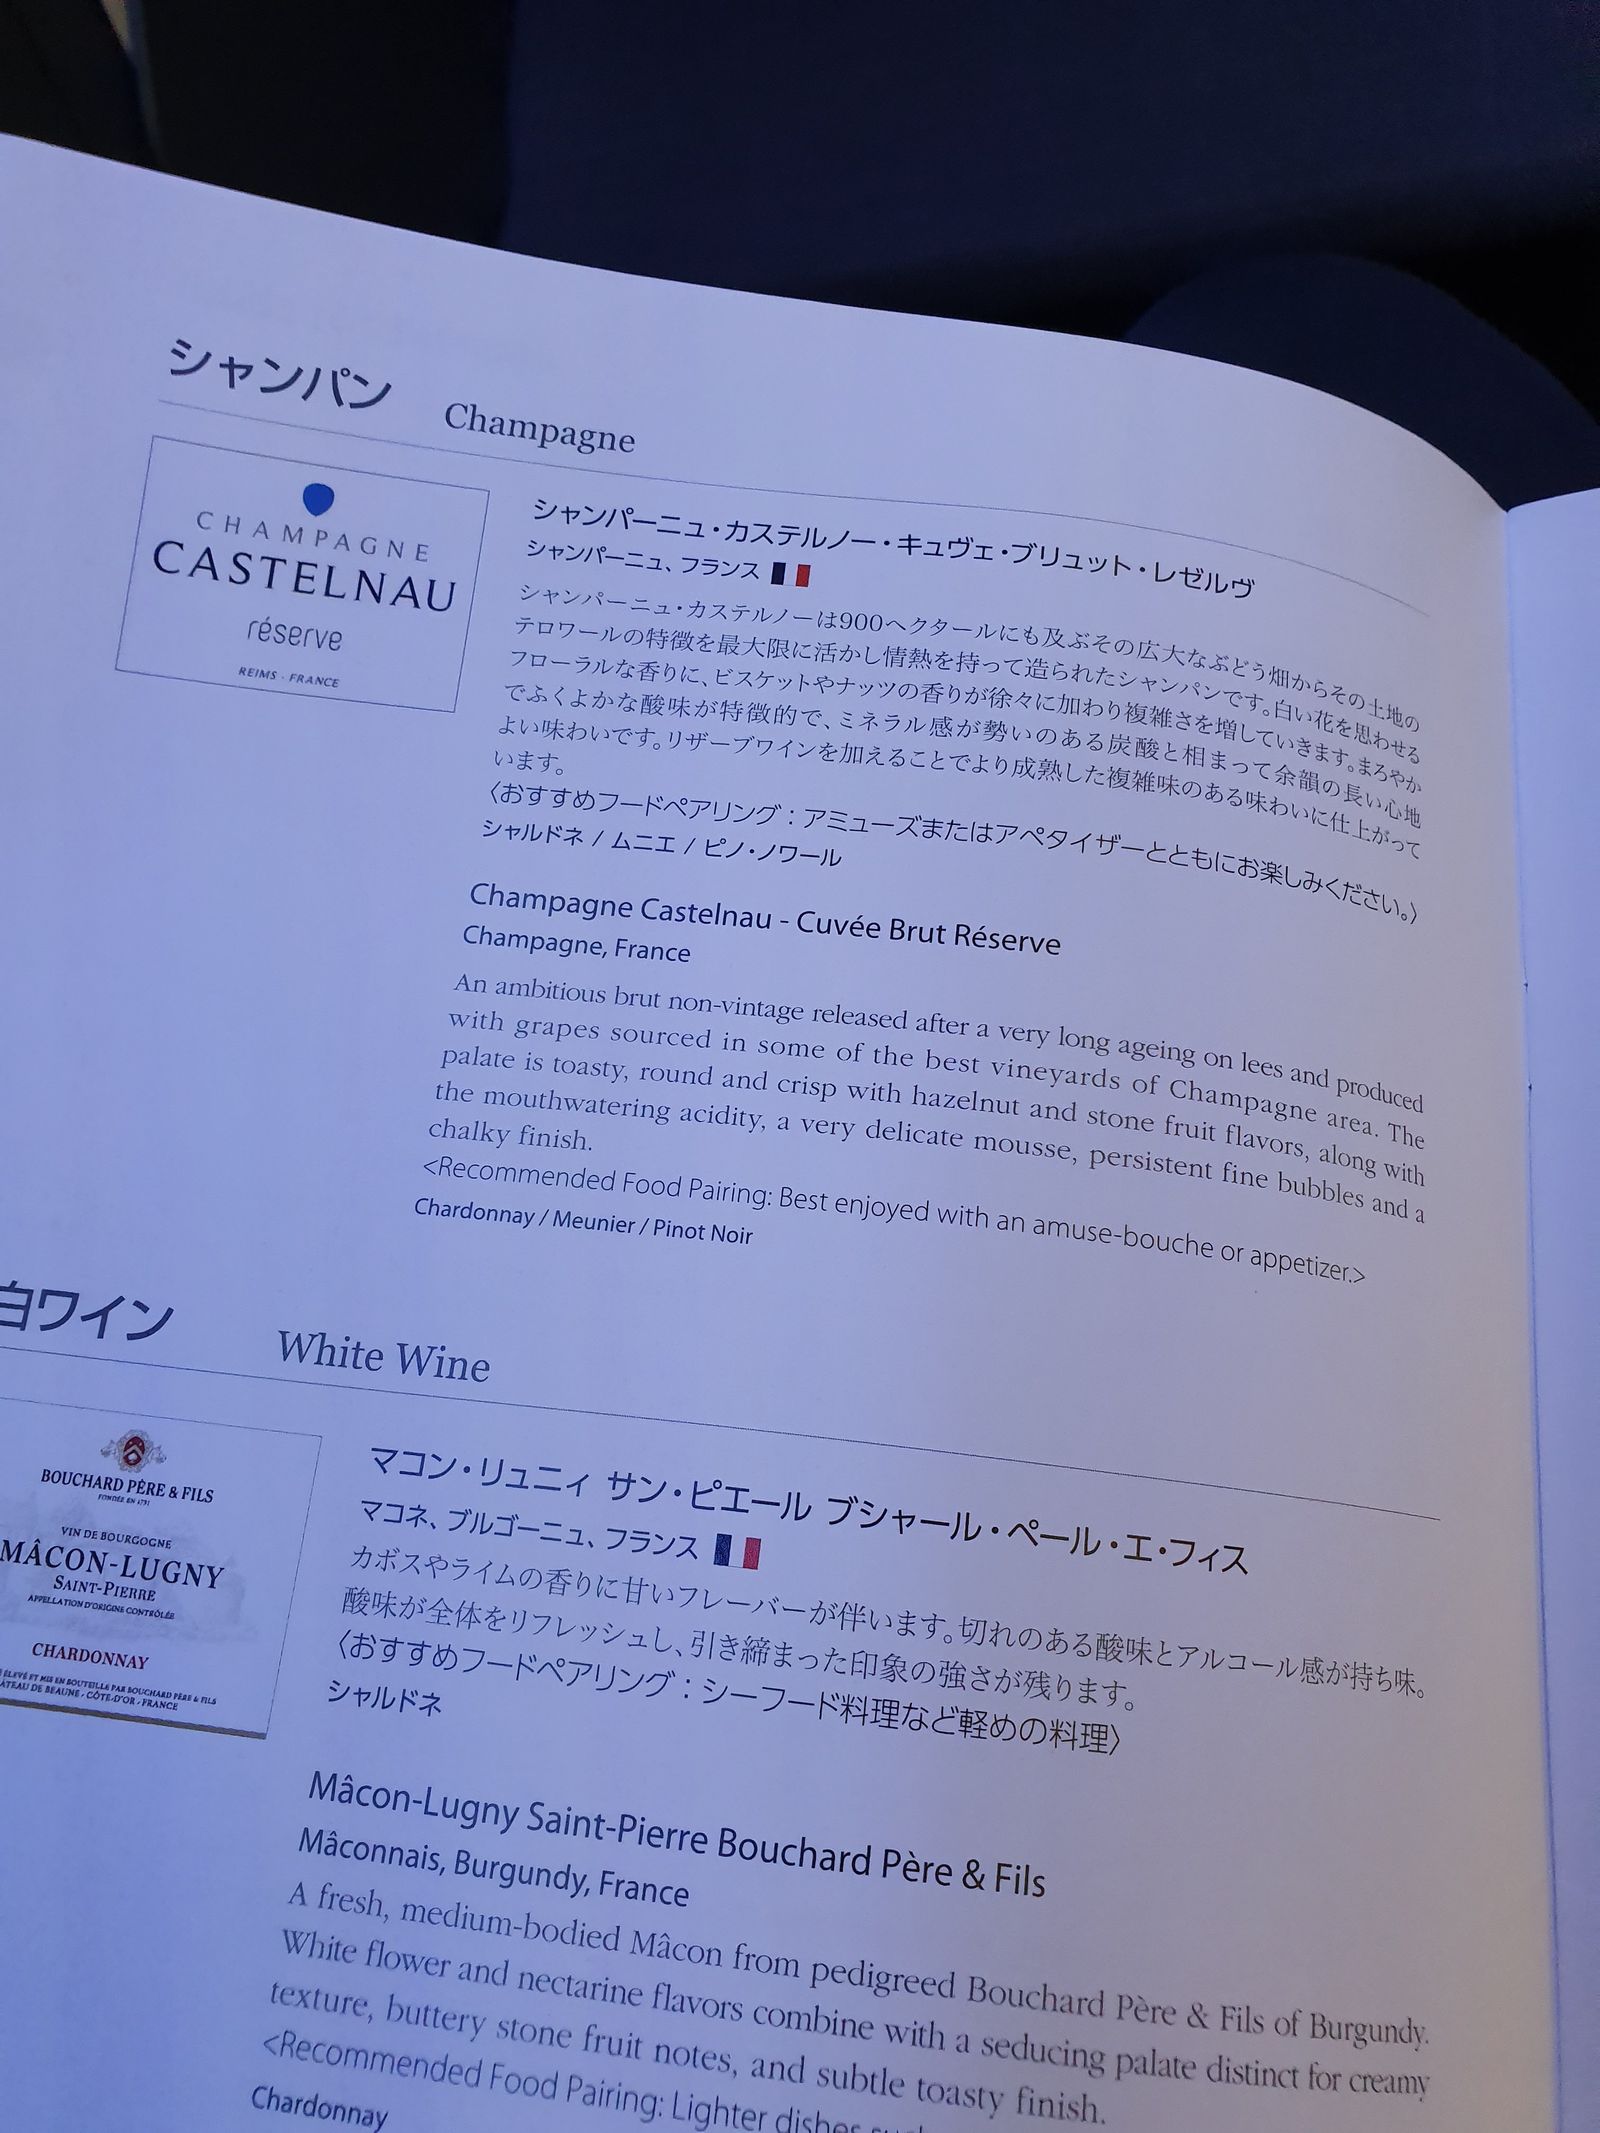 シャンパン Champagne
CHAMPAGNE
CASTELNAU
réserve
REIMS · FRANCE
シャンパーニュ・カステルノー・キュヴェ・ブリュット・レゼルヴ
シャンパーニュ、フランス
シャンパーニュ・カステルノーは900ヘクタールにも及ぶその広大なぶどう畑からその土地の
テロワールの特徴を最大限に活かし情熱を持って造られたシャンパンです。白い花を思わせる
フローラルな香りに、ビスケットやナッツの香りが徐々に加わり複雑さを増していきます。まろやか
でふくよかな酸味が特徴的で、ミネラル感が勢いのある炭酸と相まって余韻の長い心地
よい味わいです。リザーブワインを加えることでより成熟した複雑味のある味わいに仕上がって
います。
〈おすすめフードペアリング：アミューズまたはアペタイザーとともにお楽しみください。〉
シャルドネ / ムニエ / ピノ・ノワール
Champagne Castelnau - Cuvée Brut Réserve
Champagne, France
An ambitious brut non-vintage released after a very long ageing on lees and produced
with grapes sourced in some of the best vineyards of Champagne area. The
palate is toasty, round and crisp with hazelnut and stone fruit flavors, along with
the mouthwatering acidity, a very delicate mousse, persistent fine bubbles and a
chalky finish.
<Recommended Food Pairing: Best enjoyed with an amuse-bouche or appetizer.>
Chardonnay / Meunier / Pinot Noir
白ワイン White Wine
BOUCHARD PÈRE & FILS
FONDÉE EN 1731
VIN DE BOURGOGNE
MÂCON-LUGNY
SAINT-PIERRE
APPELLATION D'ORIGINE CONTRÔLÉE
CHARDONNAY
ELEVÉ ET MIS EN BOUTEILLE PAR BOUCHARD PÈRE & FILS
DE BEAUNE - CÔTE-D'OR - FRANCE
マコン・リュニィ サン・ピエール ブシャール・ペール・エ・フィス
マコネ、ブルゴーニュ、フランス
カボスやライムの香りに甘いフレーバーが伴います。切れのある酸味とアルコール感が持ち味。
酸味が全体をリフレッシュし、引き締まった印象の強さが残ります。
〈おすすめフードペアリング：シーフード料理など軽めの料理〉
シャルドネ
Mâcon-Lugny Saint-Pierre Bouchard Père & Fils
Mâconnais, Burgundy, France
A fresh, medium-bodied Mâcon from pedigreed Bouchard Père & Fils of Burgundy.
White flower and nectarine flavors combine with a seducing palate distinct for creamy
texture, buttery stone fruit notes, and subtle toasty finish.
<Recommended Food Pairing: Lighter dishes
Chardonnay